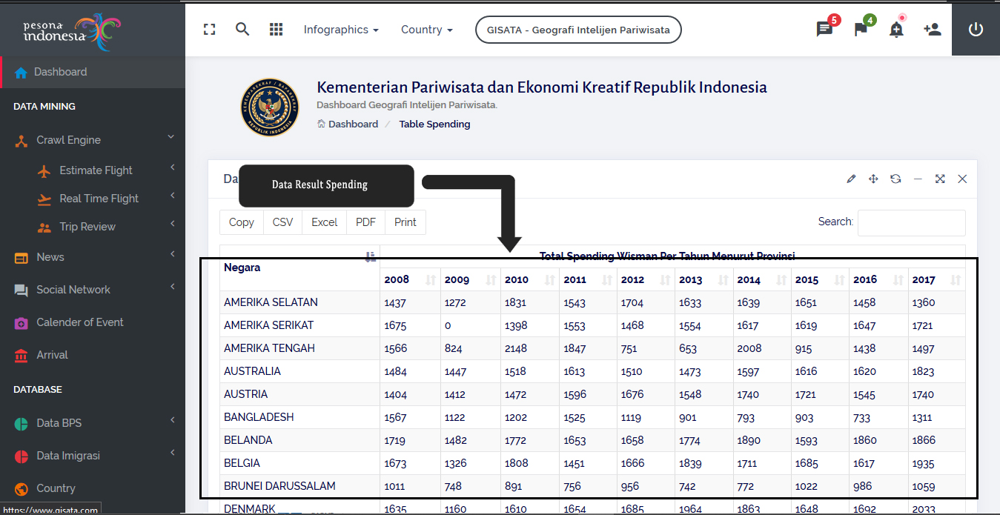 pesona
indonesia
Infographics
Country
GISATA - Geografi Intelijen Pariwisata
5
4
Dashboard
DATA MINING
Crawl Engine
Estimate Flight
Real Time Flight
Trip Review
News
Social Network
Calender of Event
Arrival
DATABASE
Data BPS
Data Imigrasi
Country
https://www.gisata.com
KEMENPAREKRAF / BAPAREKRAF
REPUBLIK INDONESIA
Kementerian Pariwisata dan Ekonomi Kreatif Republik Indonesia
Dashboard Geografi Intelijen Pariwisata.
Dashboard / Table Spending
Da
Data Result Spending
Copy CSV Excel PDF Print
Search:
Negara
Total Spending Wisman Per Tahun Menurut Provinsi
2008 2009 2010 2011 2012 2013 2014 2015 2016 2017
AMERIKA SELATAN 1437 1272 1831 1543 1704 1633 1639 1651 1458 1360
AMERIKA SERIKAT 1675 0 1398 1553 1468 1554 1617 1619 1647 1721
AMERIKA TENGAH 1566 824 2148 1847 751 653 2008 915 1438 1497
AUSTRALIA 1484 1447 1518 1613 1510 1473 1597 1616 1620 1823
AUSTRIA 1404 1412 1472 1596 1676 1548 1740 1721 1545 1740
BANGLADESH 1567 1122 1202 1525 1119 901 793 903 733 1311
BELANDA 1719 1482 1772 1653 1658 1774 1890 1593 1860 1866
BELGIA 1673 1326 1808 1451 1666 1839 1711 1685 1617 1935
BRUNEI DARUSSALAM 1011 748 891 756 956 742 772 1022 986 1059
DENMARK 1635 1160 1610 1654 1685 1964 1863 1648 1692 2033